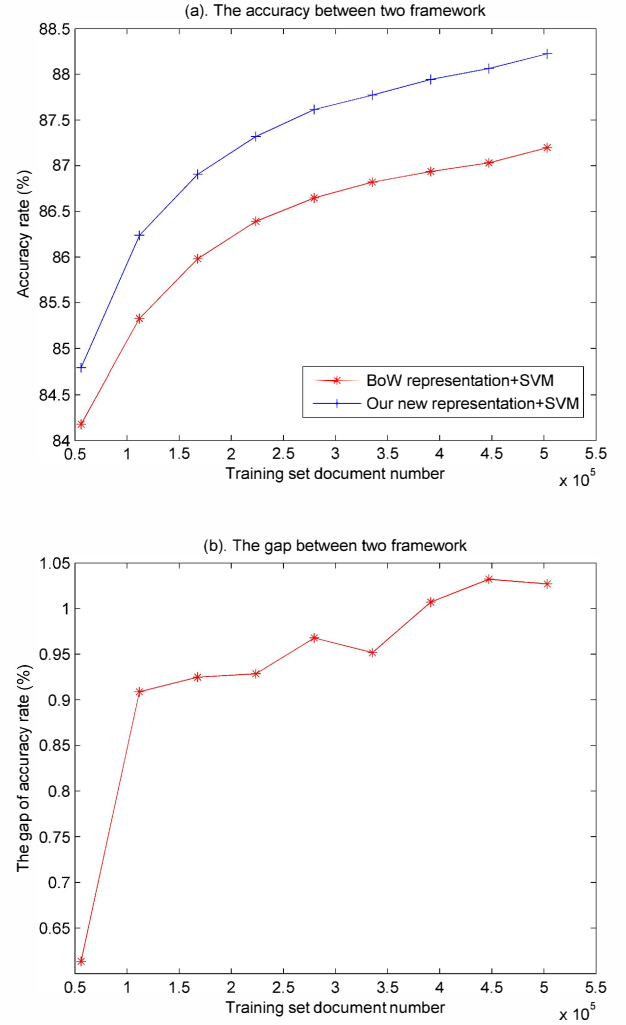 (a). The accuracy between two framework
88.5
88
87.5
87
86.5
86
85.5
85
84.5
84
Accuracy rate (%)
BoW representation+SVM
Our new representation+SVM
0.5 1 1.5 2 2.5 3 3.5 4 4.5 5 5.5
Training set document number
x 10^5
(b). The gap between two framework
1.05
1
0.95
0.9
0.85
0.8
0.75
0.7
0.65
The gap of accuracy rate (%)
0.5 1 1.5 2 2.5 3 3.5 4 4.5 5 5.5
Training set document number
x 10^5